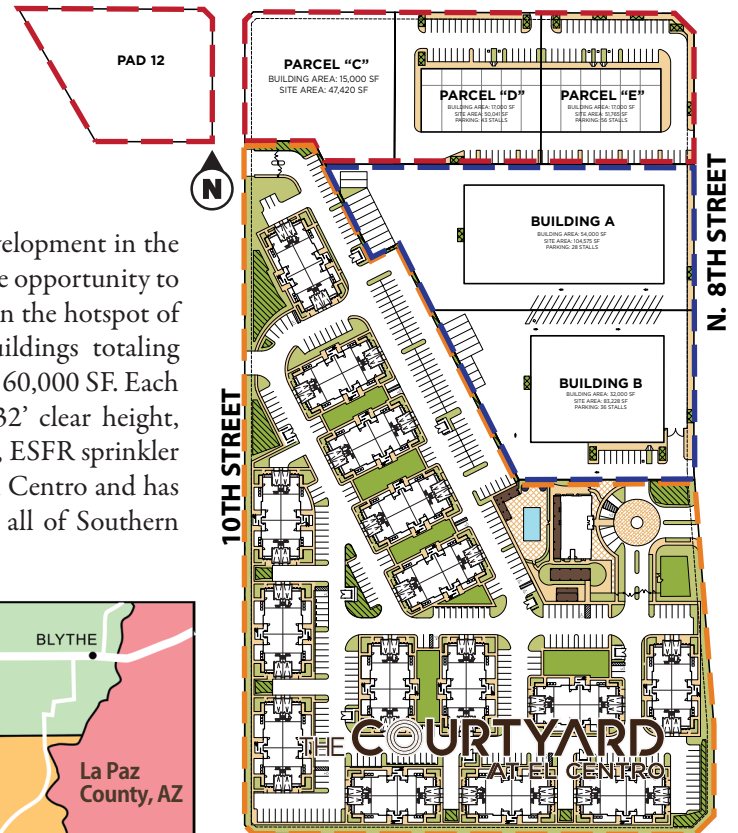 PAD 12
PARCEL “C”
BUILDING AREA: 15,000 SF
SITE AREA: 47,420 SF
PARCEL “D”
BUILDING AREA: 17,000 SF
SITE AREA: 50,041 SF
PARKING: 43 STALLS
PARCEL “E”
BUILDING AREA: 17,000 SF
SITE AREA: 51,765 SF
PARKING: 56 STALLS
N
velopment in the
e opportunity to
n the hotspot of
uildings totaling
60,000 SF. Each
32’ clear height,
, ESFR sprinkler
Centro and has
all of Southern
BUILDING A
BUILDING AREA: 54,000 SF
SITE AREA: 104,575 SF
PARKING: 28 STALLS
N. 8TH STREET
BUILDING B
BUILDING AREA: 32,000 SF
SITE AREA: 83,228 SF
PARKING: 36 STALLS
10TH STREET
BLYTHE
La Paz
County, AZ
THE COURTYARD
AT EL CENTRO